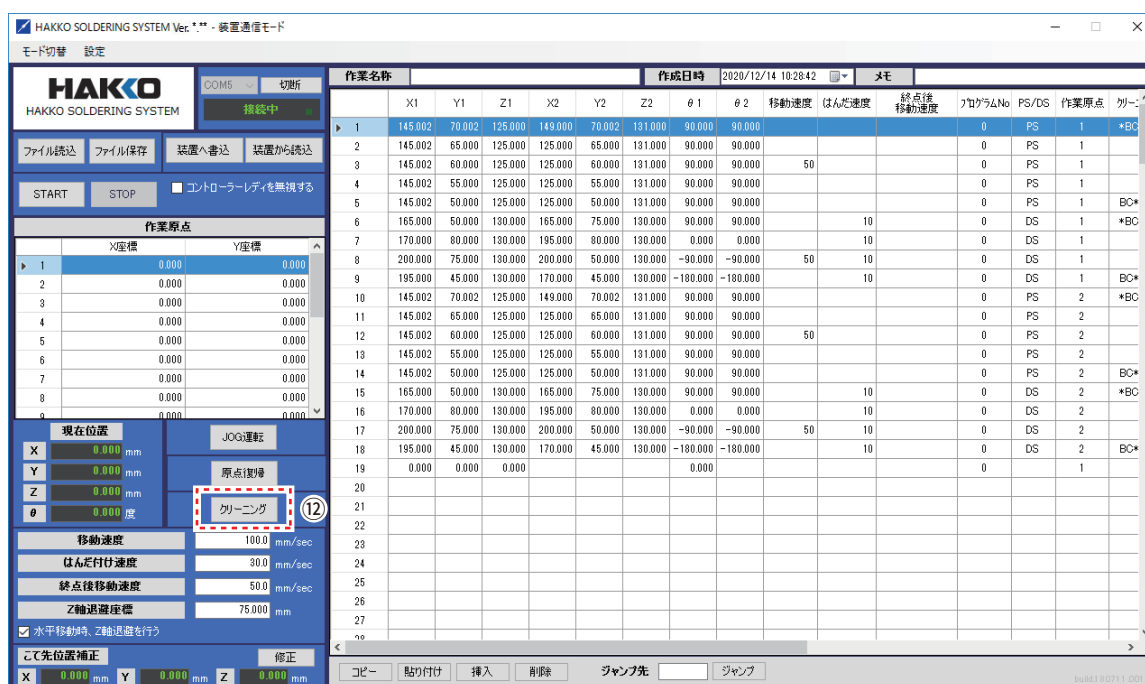 HAKKO SOLDERING SYSTEM Ver. *.** - 装置通信モード
モード切替 設定
HAKKO
HAKKO SOLDERING SYSTEM
COM5 切断
接続中
ファイル読込 ファイル保存 装置へ書込 装置から読込
START STOP コントローラーレディを無視する
作業原点
X座標 Y座標
1 0.000 0.000
2 0.000 0.000
3 0.000 0.000
4 0.000 0.000
5 0.000 0.000
6 0.000 0.000
7 0.000 0.000
8 0.000 0.000
9 0.000 0.000
現在位置
X 0.000 mm
Y 0.000 mm
Z 0.000 mm
θ 0.000 度
JOG運転
原点復帰
クリーニング ⑫
移動速度 100.0 mm/sec
はんだ付け速度 30.0 mm/sec
終点後移動速度 50.0 mm/sec
Z軸退避座標 75.000 mm
水平移動時、Z軸退避を行う
こて先位置補正 修正
X 0.000 mm Y 0.000 mm Z 0.000 mm
作業名称 作成日時 2020/12/14 10:28:42 メモ
X1 Y1 Z1 X2 Y2 Z2 θ1 θ2 移動速度 はんだ速度 終点後移動速度 プログラムNo PS/DS 作業原点 クリーニ
1 145.002 70.002 125.000 149.000 70.002 131.000 90.000 90.000 0 PS 1 *BC
2 145.002 65.000 125.000 125.000 65.000 131.000 90.000 90.000 0 PS 1
3 145.002 60.000 125.000 125.000 60.000 131.000 90.000 90.000 50 0 PS 1
4 145.002 55.000 125.000 125.000 55.000 131.000 90.000 90.000 0 PS 1
5 145.002 50.000 125.000 125.000 50.000 131.000 90.000 90.000 0 PS 1 BC*
6 165.000 50.000 130.000 165.000 75.000 130.000 90.000 90.000 10 0 DS 1 *BC
7 170.000 80.000 130.000 195.000 80.000 130.000 0.000 0.000 10 0 DS 1
8 200.000 75.000 130.000 200.000 50.000 130.000 -90.000 -90.000 50 10 0 DS 1
9 195.000 45.000 130.000 170.000 45.000 130.000 -180.000 -180.000 10 0 DS 1 BC*
10 145.002 70.002 125.000 149.000 70.002 131.000 90.000 90.000 0 PS 2 *BC
11 145.002 65.000 125.000 125.000 65.000 131.000 90.000 90.000 0 PS 2
12 145.002 60.000 125.000 125.000 60.000 131.000 90.000 90.000 50 0 PS 2
13 145.002 55.000 125.000 125.000 55.000 131.000 90.000 90.000 0 PS 2
14 145.002 50.000 125.000 125.000 50.000 131.000 90.000 90.000 0 PS 2 BC*
15 165.000 50.000 130.000 165.000 75.000 130.000 90.000 90.000 10 0 DS 2 *BC
16 170.000 80.000 130.000 195.000 80.000 130.000 0.000 0.000 10 0 DS 2
17 200.000 75.000 130.000 200.000 50.000 130.000 -90.000 -90.000 50 10 0 DS 2
18 195.000 45.000 130.000 170.000 45.000 130.000 -180.000 -180.000 10 0 DS 2 BC*
19 0.000 0.000 0.000 0.000 0 1
20
21
22
23
24
25
26
27
28
コピー 貼り付け 挿入 削除 ジャンプ先 ジャンプ
build.180711.001